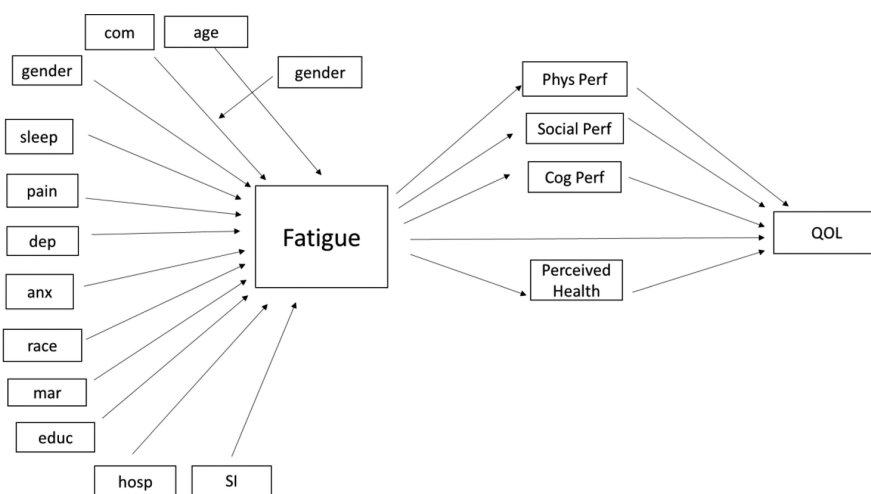 com
age
gender
gender
sleep
pain
dep
anx
race
mar
educ
hosp
SI
Fatigue
Phys Perf
Social Perf
Cog Perf
Perceived
Health
QOL